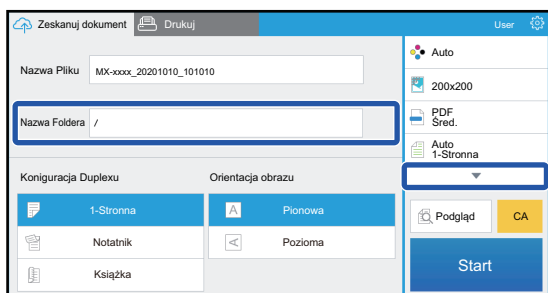 Zeskanuj dokument
Drukuj
User
Nazwa Pliku
MX-xxxx_20201010_101010
Nazwa Foldera
/
Koniguracja Duplexu
Orientacja obrazu
1-Stronna
A
Pionowa
Notatnik
A
Pozioma
Książka
Auto
200x200
PDF
Śred.
Auto
1-Stronna
Podgląd
CA
Start